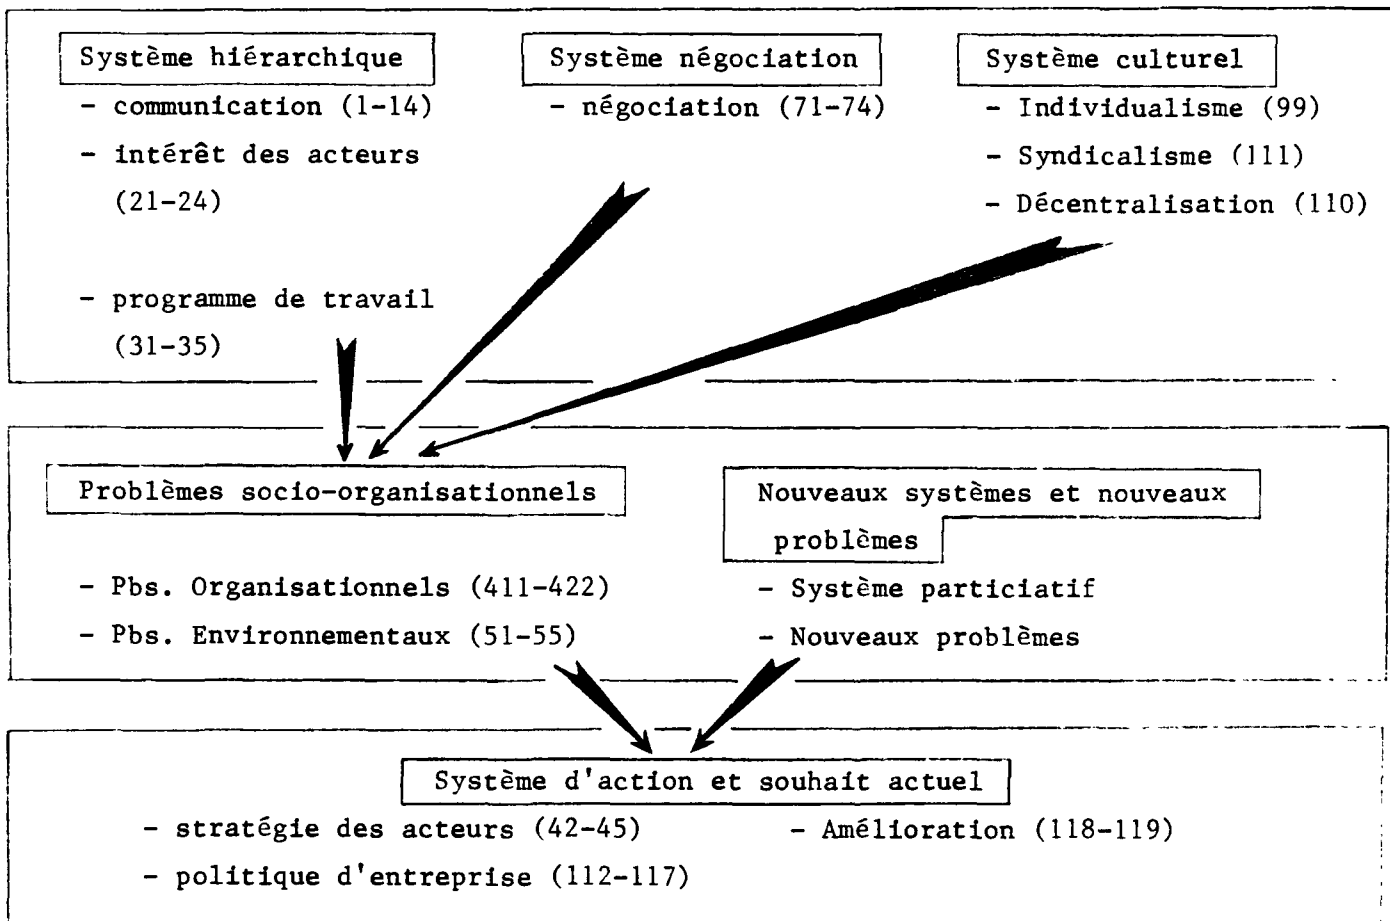 Système hiérarchique
- communication (1-14)
- intérêt des acteurs
(21-24)
- programme de travail
(31-35)
Système négociation
- négociation (71-74)
Système culturel
- Individualisme (99)
- Syndicalisme (111)
- Décentralisation (110)
Problèmes socio-organisationnels
- Pbs. Organisationnels (411-422)
- Pbs. Environnementaux (51-55)
Nouveaux systèmes et nouveaux
problèmes
- Système particiatif
- Nouveaux problèmes
Système d'action et souhait actuel
- stratégie des acteurs (42-45)
- politique d'entreprise (112-117)
- Amélioration (118-119)